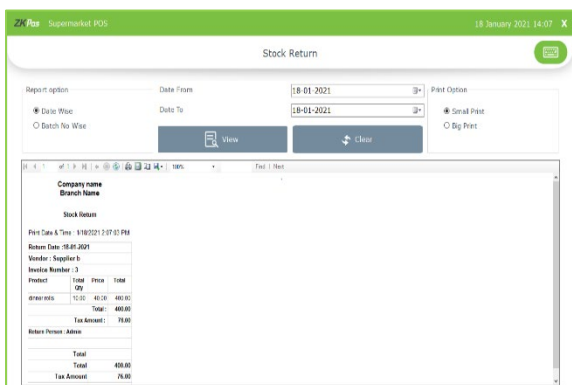 ZKPos Supermarket POS 18 January 2021 14:07 X
Stock Return
Report option
Date Wise
Batch No Wise
Date From 18-01-2021
Date To 18-01-2021
Print Option
Small Print
Big Print
View
Clear
1 of 1 100% Find | Next
Company name
Branch Name
Stock Return
Print Date & Time : 1/18/2021 2:07:03 PM
Return Date :18-01-2021
Vendor : Supplier b
Invoice Number : 3
Product Total Qty Price Total
dinner rolls 10.00 40.00 400.00
Total : 400.00
Tax Amount : 76.00
Return Person : Admin
Total
Total 400.00
Tax Amount 76.00